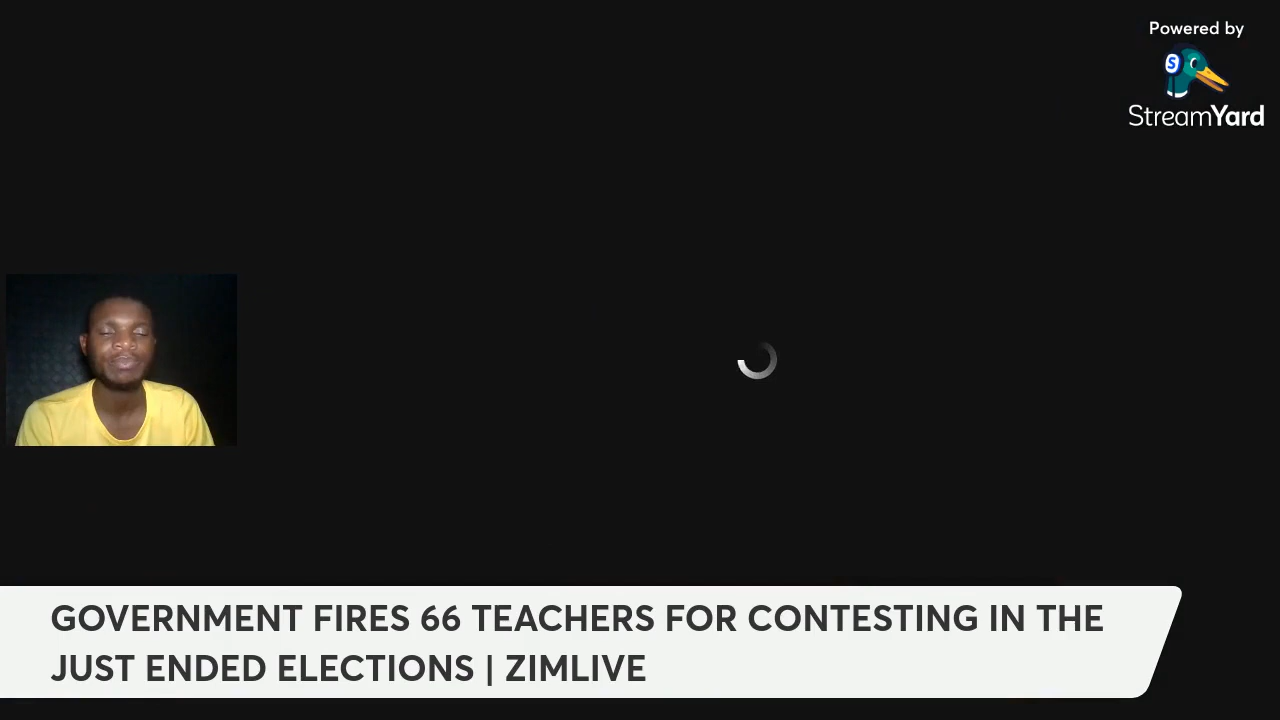 Powered by
S
StreamYard
GOVERNMENT FIRES 66 TEACHERS FOR CONTESTING IN THE
JUST ENDED ELECTIONS | ZIMLIVE